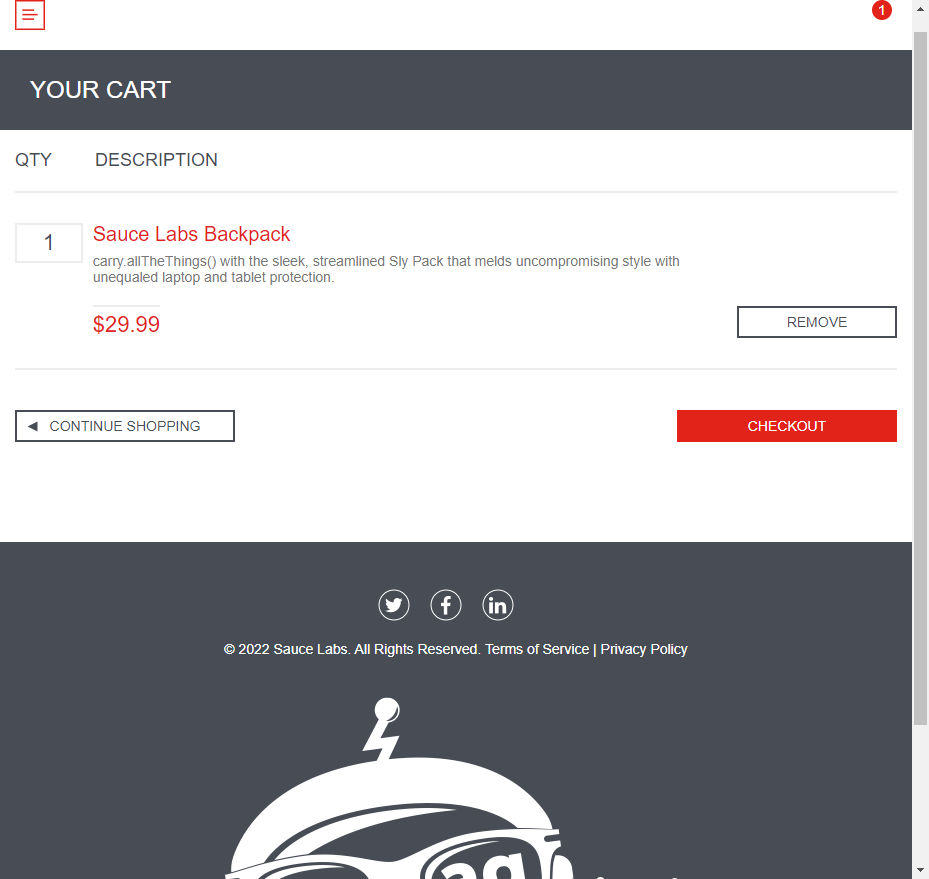 1
YOUR CART
QTY DESCRIPTION
1 Sauce Labs Backpack
carry.allTheThings() with the sleek, streamlined Sly Pack that melds uncompromising style with
unequaled laptop and tablet protection.
$29.99 REMOVE
◄ CONTINUE SHOPPING CHECKOUT
© 2022 Sauce Labs. All Rights Reserved. Terms of Service | Privacy Policy